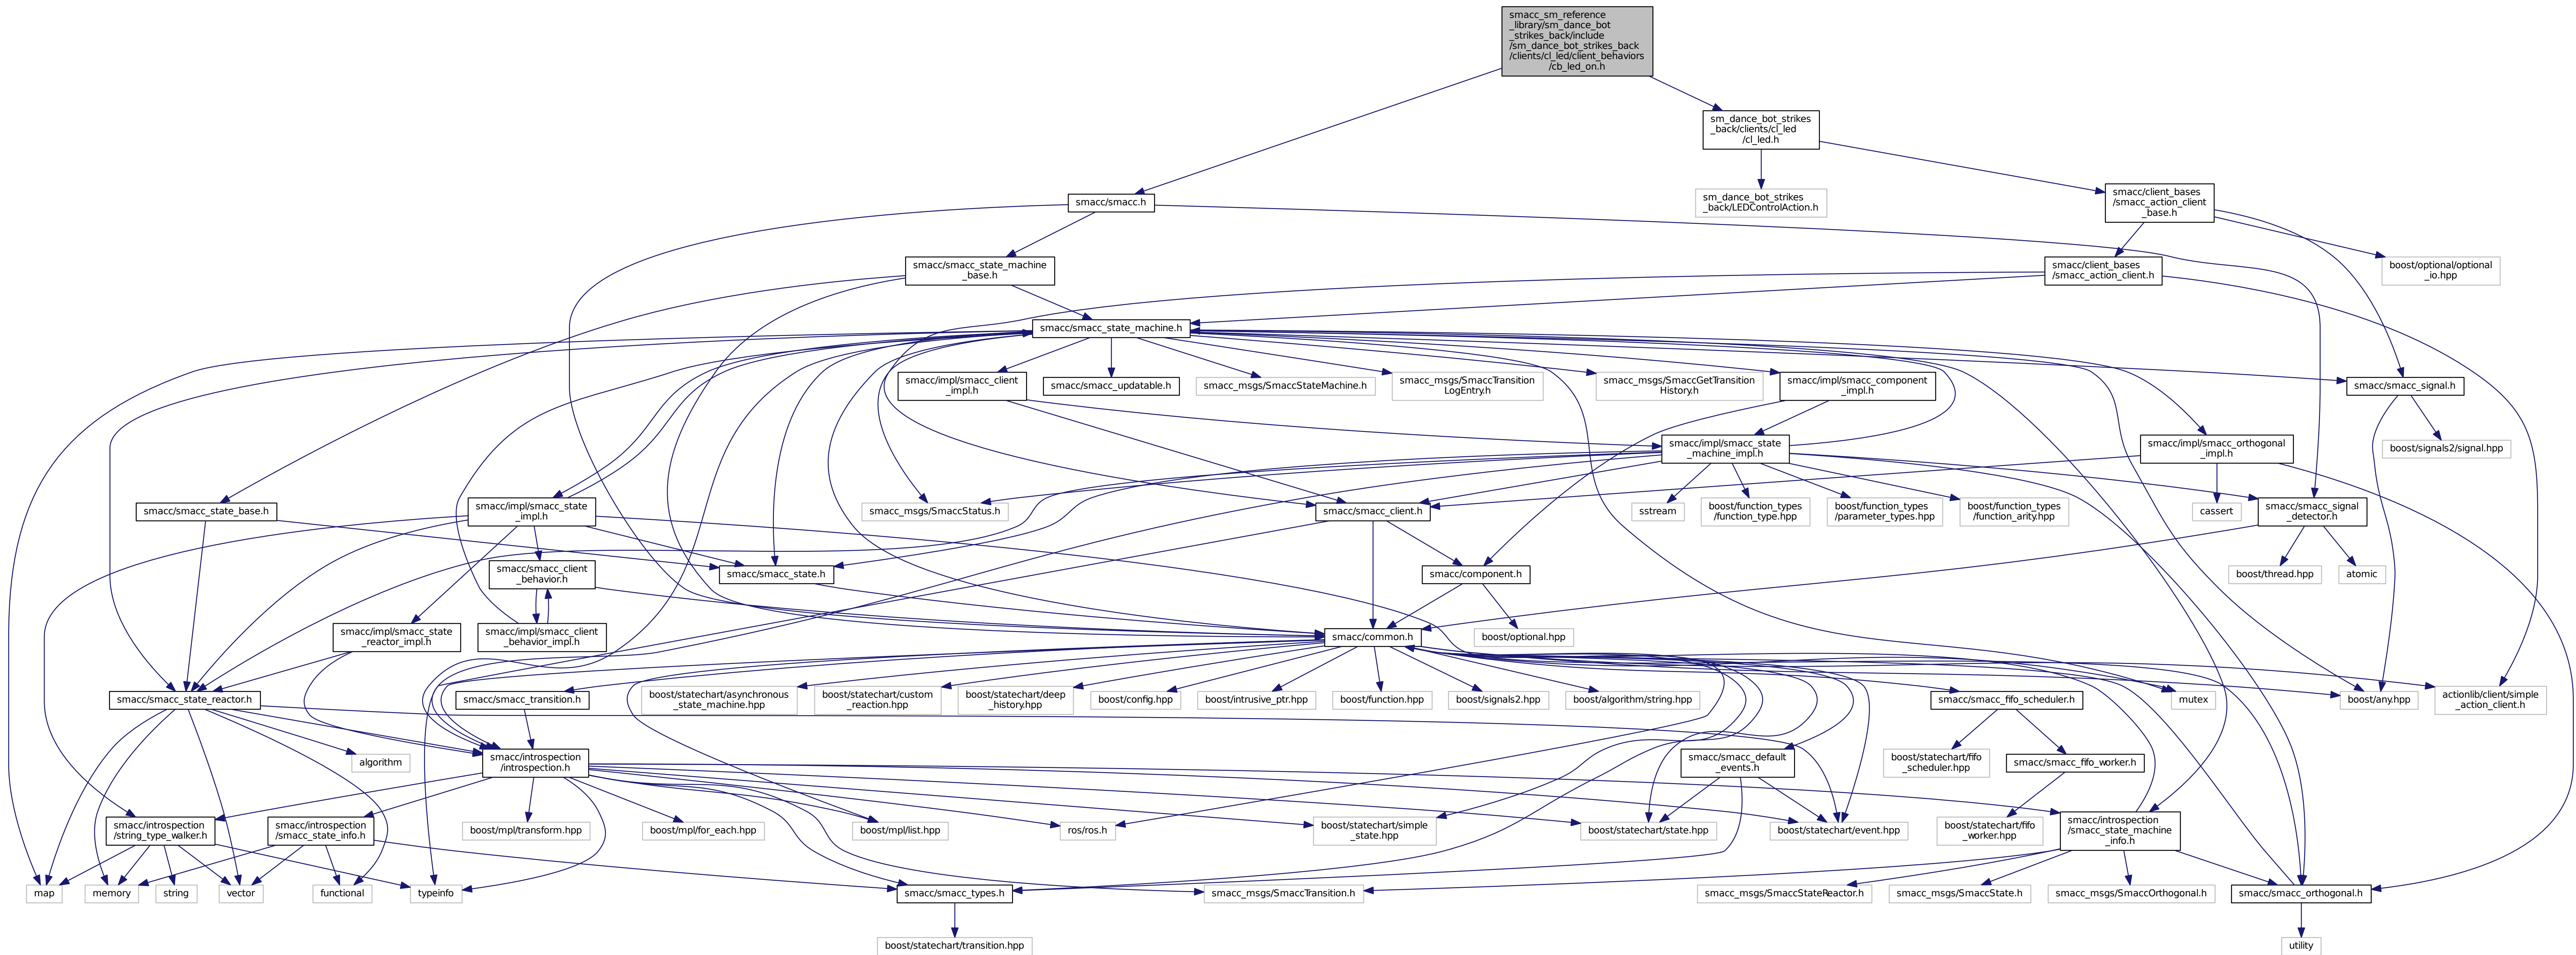 smacc_sm_reference
_library/sm_dance_bot
_strikes_back/include
/sm_dance_bot_strikes_back
/clients/cl_led/client_behaviors
/cb_led_on.h
sm_dance_bot_strikes
_back/clients/cl_led
/cl_led.h
smacc/smacc.h
sm_dance_bot_strikes
_back/LEDControlAction.h
smacc/client_bases
/smacc_action_client
_base.h
smacc/smacc_state_machine
_base.h
smacc/client_bases
/smacc_action_client.h
boost/optional/optional
_io.hpp
smacc/smacc_state_machine.h
smacc/impl/smacc_client
_impl.h
smacc/smacc_updatable.h
smacc_msgs/SmaccStateMachine.h
smacc_msgs/SmaccTransition
LogEntry.h
smacc_msgs/SmaccGetTransition
History.h
smacc/impl/smacc_component
_impl.h
smacc/smacc_signal.h
smacc/impl/smacc_state
_machine_impl.h
smacc/impl/smacc_orthogonal
_impl.h
boost/signals2/signal.hpp
smacc/smacc_state_base.h
smacc/impl/smacc_state
_impl.h
smacc_msgs/SmaccStatus.h
smacc/smacc_client.h
sstream
boost/function_types
/function_type.hpp
boost/function_types
/parameter_types.hpp
boost/function_types
/function_arity.hpp
cassert
smacc/smacc_signal
_detector.h
smacc/smacc_client
_behavior.h
smacc/smacc_state.h
smacc/component.h
boost/thread.hpp
atomic
smacc/impl/smacc_state
_reactor_impl.h
smacc/impl/smacc_client
_behavior_impl.h
smacc/common.h
boost/optional.hpp
smacc/smacc_state_reactor.h
smacc/smacc_transition.h
boost/statechart/asynchronous
_state_machine.hpp
boost/statechart/custom
_reaction.hpp
boost/statechart/deep
_history.hpp
boost/config.hpp
boost/intrusive_ptr.hpp
boost/function.hpp
boost/signals2.hpp
boost/algorithm/string.hpp
smacc/smacc_fifo_scheduler.h
mutex
boost/any.hpp
actionlib/client/simple
_action_client.h
algorithm
smacc/introspection
/introspection.h
smacc/smacc_default
_events.h
boost/statechart/fifo
_scheduler.hpp
smacc/smacc_fifo_worker.h
smacc/introspection
/string_type_walker.h
smacc/introspection
/smacc_state_info.h
boost/mpl/transform.hpp
boost/mpl/for_each.hpp
boost/mpl/list.hpp
ros/ros.h
boost/statechart/simple
_state.hpp
boost/statechart/state.hpp
boost/statechart/event.hpp
boost/statechart/fifo
_worker.hpp
smacc/introspection
/smacc_state_machine
_info.h
map
memory
string
vector
functional
typeinfo
smacc/smacc_types.h
smacc_msgs/SmaccTransition.h
smacc_msgs/SmaccStateReactor.h
smacc_msgs/SmaccState.h
smacc_msgs/SmaccOrthogonal.h
smacc/smacc_orthogonal.h
boost/statechart/transition.hpp
utility